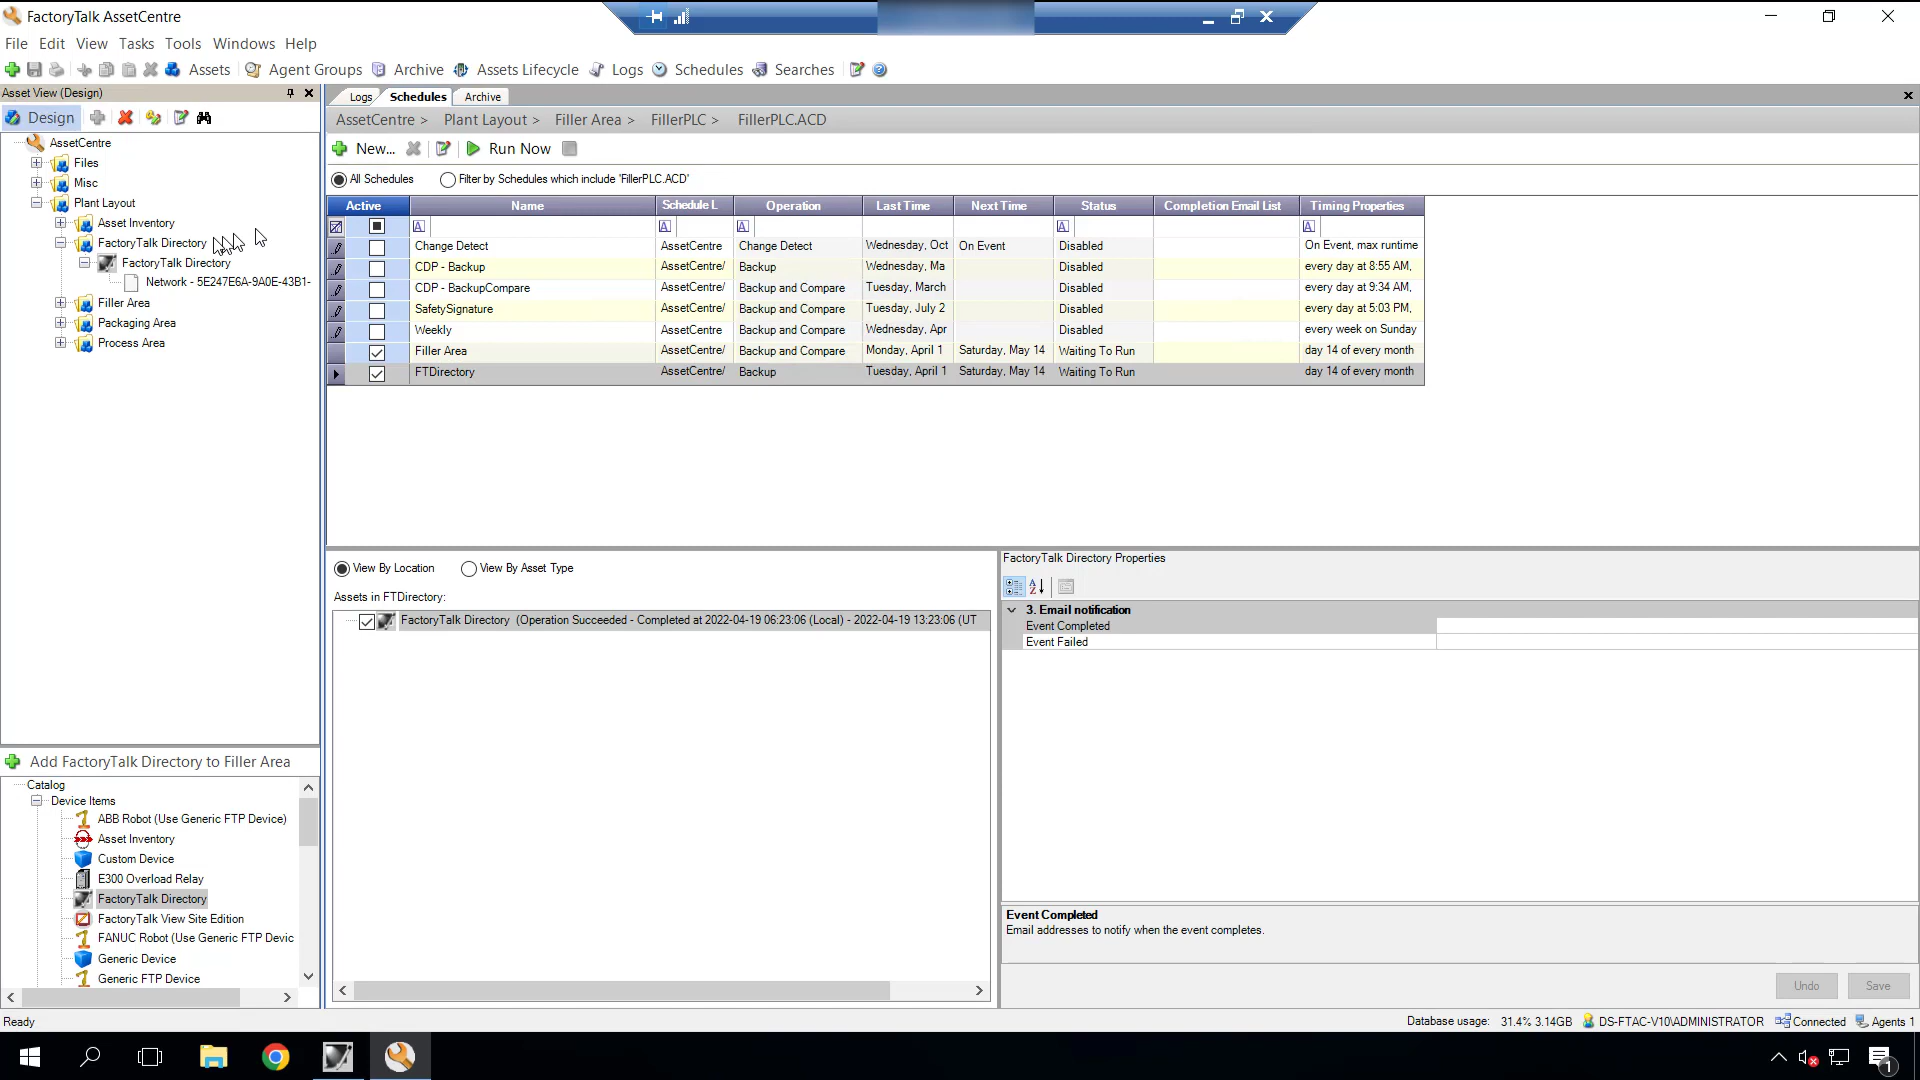 FactoryTalk AssetCentre
File Edit View Tasks Tools Windows Help
Assets Agent Groups Archive Assets Lifecycle Logs Schedules Searches
Asset View (Design)
Design
AssetCentre
Files
Misc
Plant Layout
Asset Inventory
FactoryTalk Directory
FactoryTalk Directory
Network - 5E247E6A-9A0E-43B1-
Filler Area
Packaging Area
Process Area
Add FactoryTalk Directory to Filler Area
Catalog
Device Items
ABB Robot (Use Generic FTP Device)
Asset Inventory
Custom Device
E300 Overload Relay
FactoryTalk Directory
FactoryTalk View Site Edition
FANUC Robot (Use Generic FTP Devic
Generic Device
Generic FTP Device
Logs Schedules Archive
AssetCentre > Plant Layout > Filler Area > FillerPLC > FillerPLC.ACD
New... Run Now
All Schedules Filter by Schedules which include 'FillerPLC.ACD'
Active Name Schedule L Operation Last Time Next Time Status Completion Email List Timing Properties
Change Detect AssetCentre Change Detect Wednesday, Oct On Event Disabled On Event, max runtime
CDP - Backup AssetCentre/ Backup Wednesday, Ma Disabled every day at 8:55 AM,
CDP - BackupCompare AssetCentre/ Backup and Compare Tuesday, March Disabled every day at 9:34 AM,
SafetySignature AssetCentre/ Backup and Compare Tuesday, July 2 Disabled every day at 5:03 PM,
Weekly AssetCentre Backup and Compare Wednesday, Apr Disabled every week on Sunday
Filler Area AssetCentre/ Backup and Compare Monday, April 1 Saturday, May 14 Waiting To Run day 14 of every month
FTDirectory AssetCentre/ Backup Tuesday, April 1 Saturday, May 14 Waiting To Run day 14 of every month
View By Location View By Asset Type
Assets in FTDirectory:
FactoryTalk Directory (Operation Succeeded - Completed at 2022-04-19 06:23:06 (Local) - 2022-04-19 13:23:06 (UT
FactoryTalk Directory Properties
3. Email notification
Event Completed
Event Failed
Event Completed
Email addresses to notify when the event completes.
Undo Save
Ready
Database usage: 31.4% 3.14GB DS-FTAC-V10\ADMINISTRATOR Connected Agents 1
1